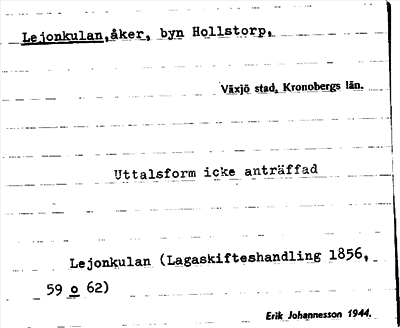 Lejonkulan, åker, byn Hollstorp,
Växjö stad, Kronobergs län.
Uttalsform icke anträffad
Lejonkulan (Lagaskifteshandling 1856,
59 o 62)
Erik Johannesson 1944.